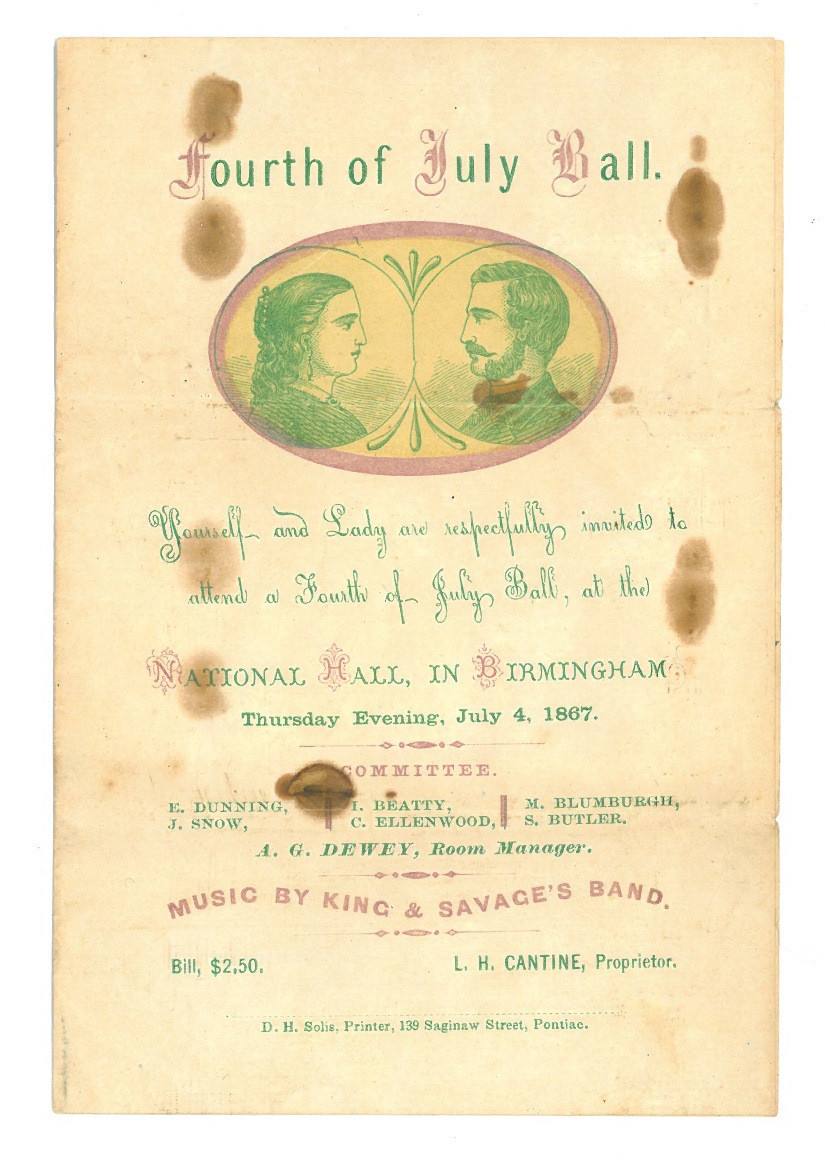 Fourth of July Ball.
Yourself and Lady are respectfully invited to
attend a Fourth of July Ball, at the
NATIONAL HALL, IN BIRMINGHAM
Thursday Evening, July 4, 1867.
COMMITTEE.
E. DUNNING, I. BEATTY, M. BLUMBURGH,
J. SNOW, C. ELLENWOOD, S. BUTLER.
A. G. DEWEY, Room Manager.
MUSIC BY KING & SAVAGE'S BAND.
Bill, $2.50. L. H. CANTINE, Proprietor.
D. H. Solis, Printer, 139 Saginaw Street, Pontiac.